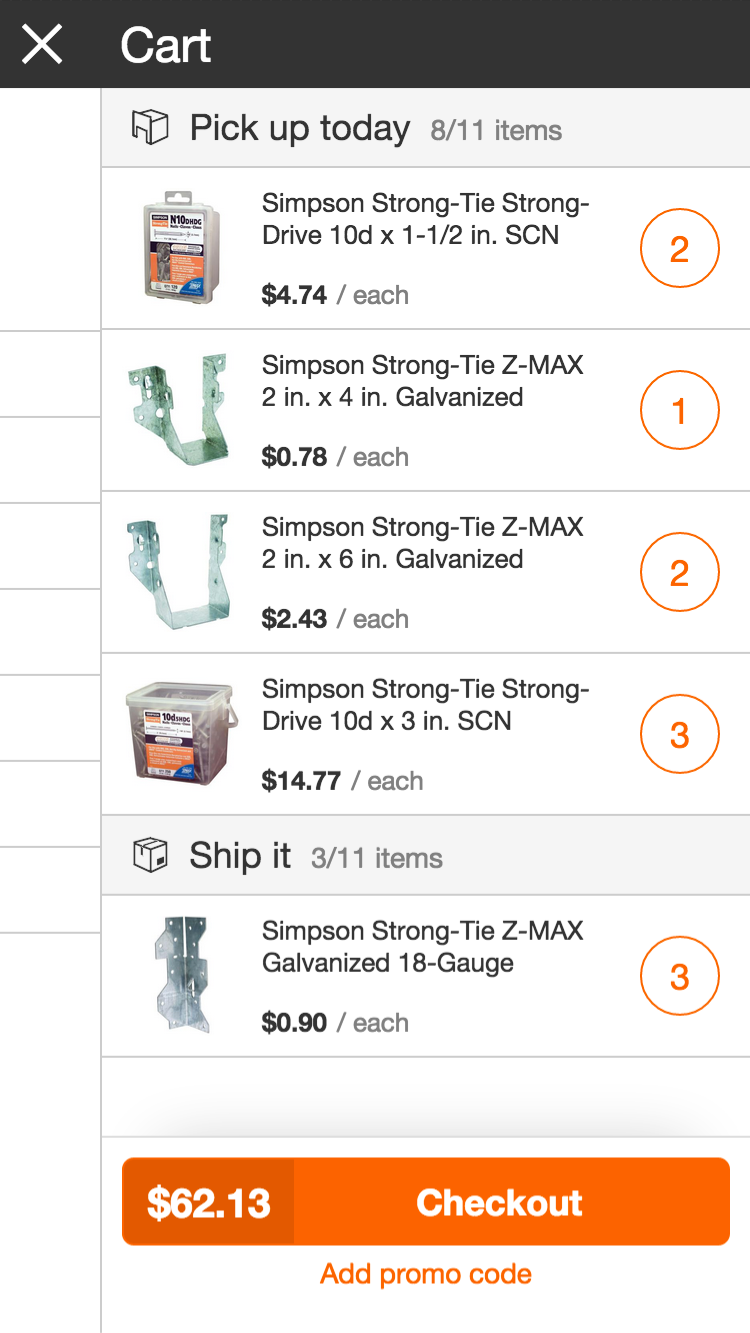 Cart
Pick up today 8/11 items
Simpson Strong-Tie Strong-
Drive 10d x 1-1/2 in. SCN
$4.74 / each
2
Simpson Strong-Tie Z-MAX
2 in. x 4 in. Galvanized
$0.78 / each
1
Simpson Strong-Tie Z-MAX
2 in. x 6 in. Galvanized
$2.43 / each
2
Simpson Strong-Tie Strong-
Drive 10d x 3 in. SCN
$14.77 / each
3
N10DHDG
10dSHDG
Ship it 3/11 items
Simpson Strong-Tie Z-MAX
Galvanized 18-Gauge
$0.90 / each
3
$62.13 Checkout
Add promo code